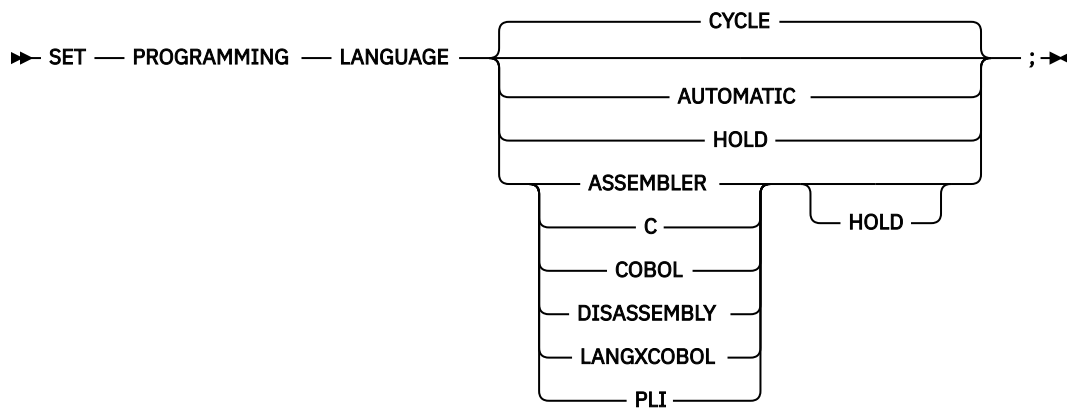 CYCLE
SET PROGRAMMING LANGUAGE ;
AUTOMATIC
HOLD
ASSEMBLER
HOLD
C
COBOL
DISASSEMBLY
LANGXCOBOL
PLI